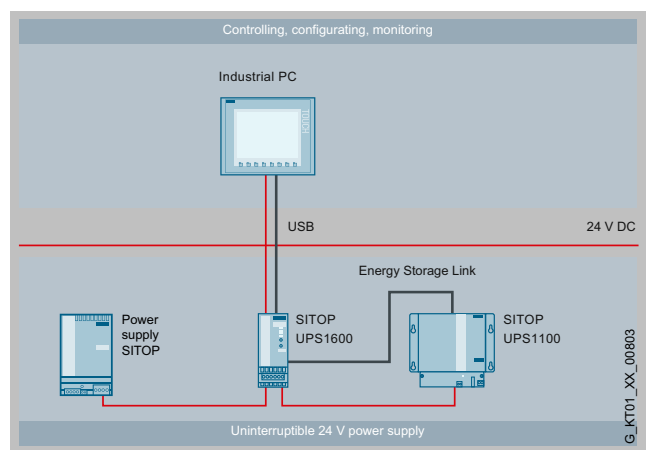 Controlling, configurating, monitoring
Industrial PC
TOUCH
USB
24 V DC
Energy Storage Link
Power
supply
SITOP
SITOP
UPS1600
SITOP
UPS1100
G_KT01_XX_00803
Uninterruptible 24 V power supply